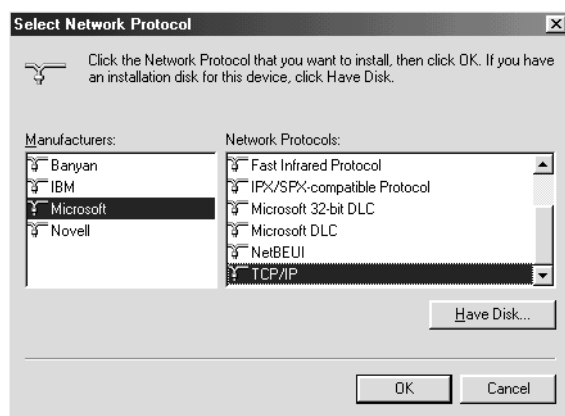 Select Network Protocol
Click the Network Protocol that you want to install, then click OK. If you have
an installation disk for this device, click Have Disk.
Manufacturers:
Banyan
IBM
Microsoft
Novell
Network Protocols:
Fast Infrared Protocol
IPX/SPX-compatible Protocol
Microsoft 32-bit DLC
Microsoft DLC
NetBEUI
TCP/IP
Have Disk...
OK
Cancel